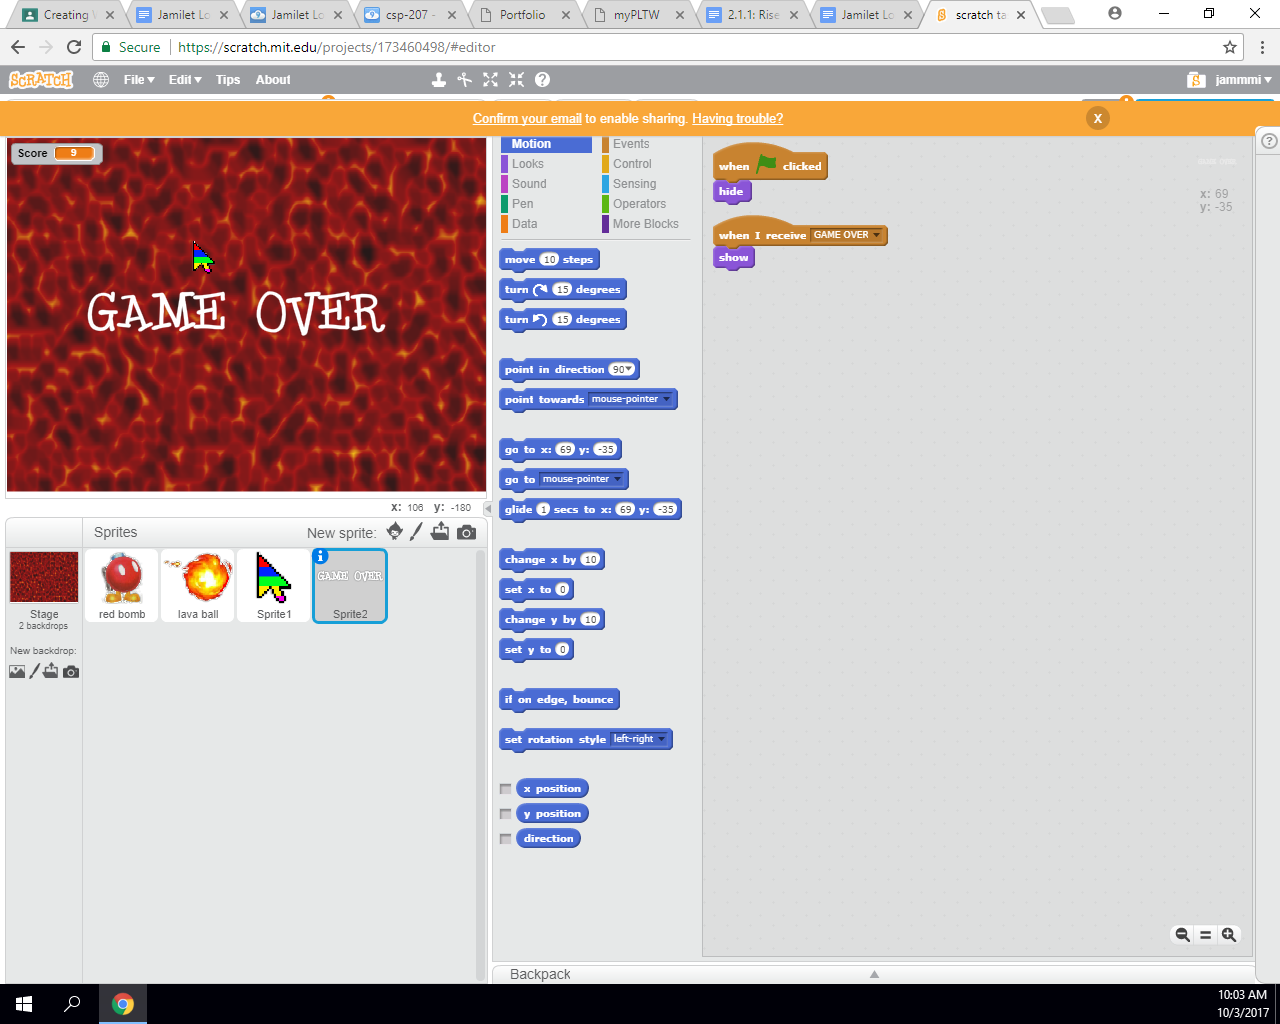 Creating
Jamilet Lo
Jamilet Lo
csp-207 -
Portfolio
myPLTW
2.1.1: Rise
Jamilet Lo
scratch ta
Secure
https://scratch.mit.edu/projects/173460498/#editor
SCRATCH
File▾ Edit▾ Tips About
jammmi ▾
Confirm your email to enable sharing. Having trouble?
X
Score 9
GAME OVER
x: 106 y: -180
Sprites
New sprite:
Stage
2 backdrops
New backdrop:
red bomb
lava ball
Sprite1
GAME OVER
Sprite2
Motion
Looks
Sound
Pen
Data
Events
Control
Sensing
Operators
More Blocks
move 10 steps
turn 15 degrees
turn 15 degrees
point in direction 90▾
point towards mouse-pointer
go to x: 69 y: -35
go to mouse-pointer
glide 1 secs to x: 69 y: -35
change x by 10
set x to 0
change y by 10
set y to 0
if on edge, bounce
set rotation style left-right
x position
y position
direction
when clicked
hide
when I receive GAME OVER
show
x: 69
y: -35
Backpack
10:03 AM
10/3/2017